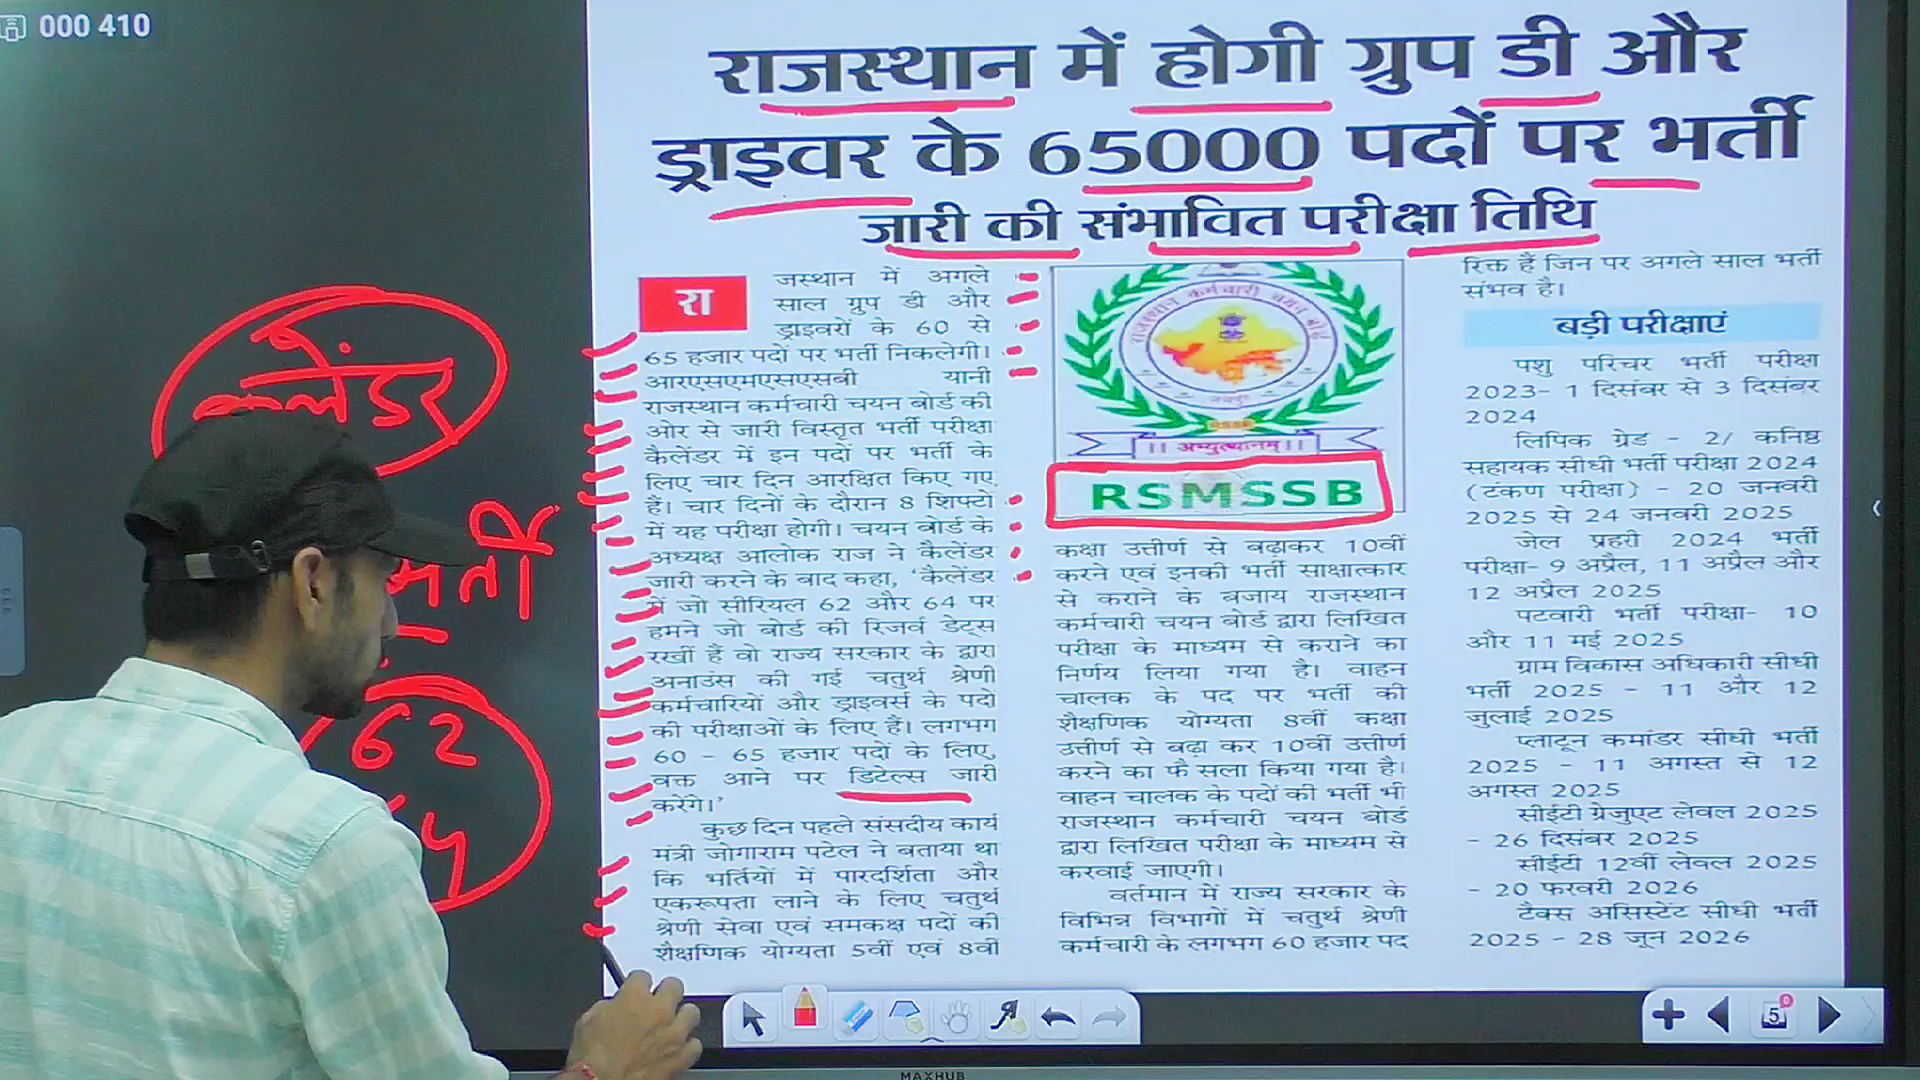 000 410
राजस्थान में होगी ग्रुप डी और
ड्राइवर के 65000 पदों पर भर्ती
जारी की संभावित परीक्षा तिथि
रा
जस्थान में अगले
साल ग्रुप डी और
ड्राइवरों के 60 से
65 हजार पदों पर भर्ती निकलेगी।
आरएसएमएसएसबी यानी
राजस्थान कर्मचारी चयन बोर्ड की
ओर से जारी विस्तृत भर्ती परीक्षा
कैलेंडर में इन पदों पर भर्ती के
लिए चार दिन आरक्षित किए गए
हैं। चार दिनों के दौरान 8 शिफ्टों
में यह परीक्षा होगी। चयन बोर्ड के
अध्यक्ष आलोक राज ने कैलेंडर
जारी करने के बाद कहा, 'कैलेंडर
में जो सीरियल 62 और 64 पर
हमने जो बोर्ड की रिजर्व डेट्स
रखीं हैं वो राज्य सरकार के द्वारा
अनाउंस की गई चतुर्थ श्रेणी
कर्मचारियों और ड्राइवर्स के पदों
की परीक्षाओं के लिए हैं। लगभग
60 - 65 हजार पदों के लिए,
वक्त आने पर डिटेल्स जारी
करेंगे।'
कुछ दिन पहले संसदीय कार्य
मंत्री जोगाराम पटेल ने बताया था
कि भर्तियों में पारदर्शिता और
एकरूपता लाने के लिए चतुर्थ
श्रेणी सेवा एवं समकक्ष पदों की
शैक्षणिक योग्यता 5वीं एवं 8वीं
राजस्थान कर्मचारी चयन बोर्ड
जयपुर
।। अभ्युत्थानम् ।।
RSMSSB
कक्षा उत्तीर्ण से बढ़ाकर 10वीं
करने एवं इनकी भर्ती साक्षात्कार
से कराने के बजाय राजस्थान
कर्मचारी चयन बोर्ड द्वारा लिखित
परीक्षा के माध्यम से कराने का
निर्णय लिया गया है। वाहन
चालक के पद पर भर्ती की
शैक्षणिक योग्यता 8वीं कक्षा
उत्तीर्ण से बढ़ा कर 10वीं उत्तीर्ण
करने का फै सला किया गया है।
वाहन चालक के पदों की भर्ती भी
राजस्थान कर्मचारी चयन बोर्ड
द्वारा लिखित परीक्षा के माध्यम से
करवाई जाएगी।
वर्तमान में राज्य सरकार के
विभिन्न विभागों में चतुर्थ श्रेणी
कर्मचारी के लगभग 60 हजार पद
रिक्त हैं जिन पर अगले साल भर्ती
संभव है।
बड़ी परीक्षाएं
पशु परिचर भर्ती परीक्षा
2023- 1 दिसंबर से 3 दिसंबर
2024
लिपिक ग्रेड - 2/ कनिष्ठ
सहायक सीधी भर्ती परीक्षा 2024
(टंकण परीक्षा) - 20 जनवरी
2025 से 24 जनवरी 2025
जेल प्रहरी 2024 भर्ती
परीक्षा- 9 अप्रैल, 11 अप्रैल और
12 अप्रैल 2025
पटवारी भर्ती परीक्षा- 10
और 11 मई 2025
ग्राम विकास अधिकारी सीधी
भर्ती 2025 - 11 और 12
जुलाई 2025
प्लाटून कमांडर सीधी भर्ती
2025 - 11 अगस्त से 12
अगस्त 2025
सीईटी ग्रेजुएट लेवल 2025
- 26 दिसंबर 2025
सीईटी 12वीं लेवल 2025
- 20 फरवरी 2026
टैक्स असिस्टेंट सीधी भर्ती
2025 - 28 जून 2026
कलेंडर
भर्ती
62
5
0
MAXHUB